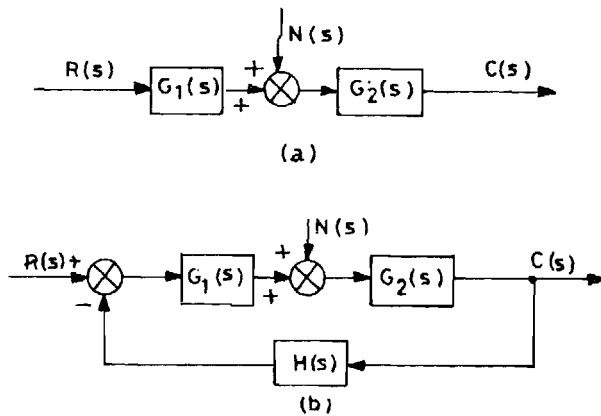 N(s)
R(s) G₁(s) + + G₂(s) C(s)
(a)
N(s)
R(s) + - G₁(s) + + G₂(s) C(s)
H(s)
(b)